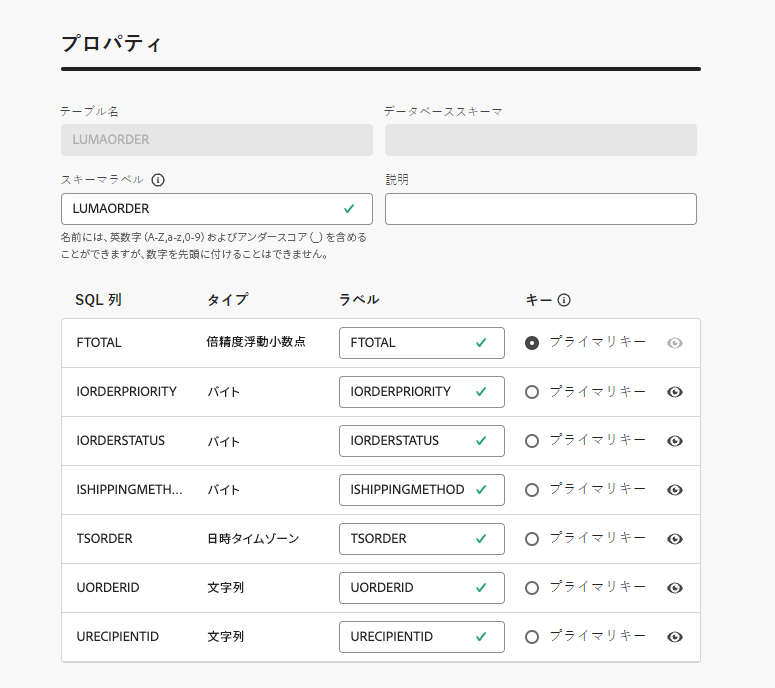 プロパティ
テーブル名 データベーススキーマ
LUMAORDER
スキーマラベル 説明
LUMAORDER
名前には、英数字 (A-Z,a-z,0-9) およびアンダースコア (_) を含める
ことができますが、数字を先頭に付けることはできません。
SQL 列 タイプ ラベル キー
FTOTAL 倍精度浮動小数点 FTOTAL プライマリキー
IORDERPRIORITY バイト IORDERPRIORITY プライマリキー
IORDERSTATUS バイト IORDERSTATUS プライマリキー
ISHIPPINGMETH... バイト ISHIPPINGMETHOD プライマリキー
TSORDER 日時タイムゾーン TSORDER プライマリキー
UORDERID 文字列 UORDERID プライマリキー
URECIPIENTID 文字列 URECIPIENTID プライマリキー